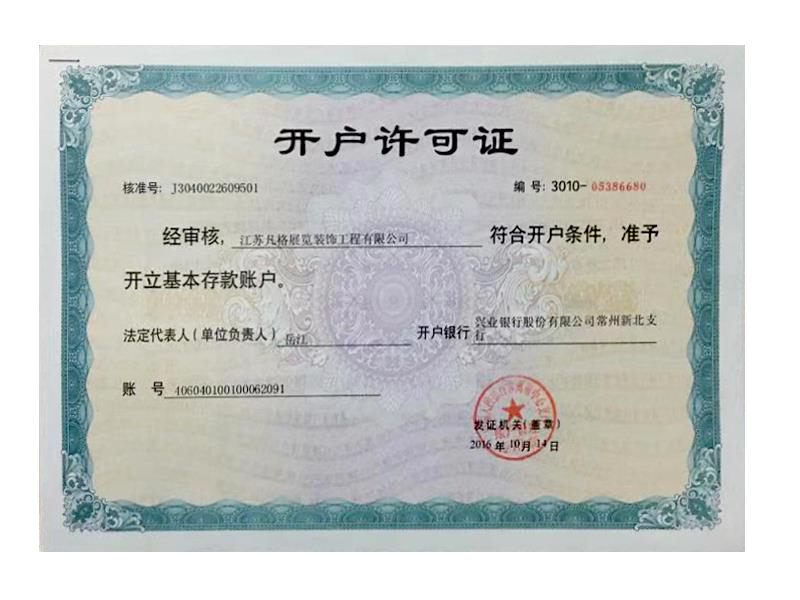 开户许可证
核准号: J3040022609501 编 号: 3010-05386680
经审核, 江苏凡格展览装饰工程有限公司 符合开户条件, 准予
开立基本存款账户。
法定代表人(单位负责人) 岳江 开户银行 兴业银行股份有限公司常州新北支
行
账 号 406040100100062091
发证机关(盖章)
2016 年 10 月 14 日